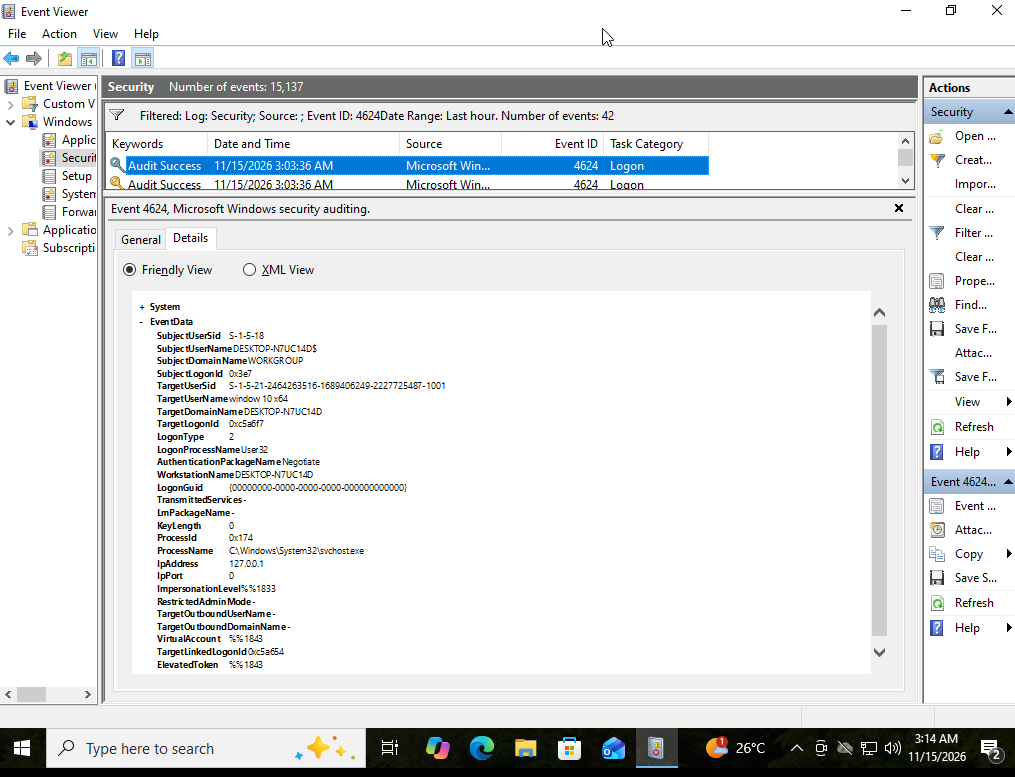 Event Viewer
File Action View Help
Event Viewer (
Custom V
Windows
Applic
Securit
Setup
System
Forwar
Applicatio
Subscripti
Security Number of events: 15,137
Filtered: Log: Security; Source: ; Event ID: 4624Date Range: Last hour. Number of events: 42
Keywords Date and Time Source Event ID Task Category
Audit Success 11/15/2026 3:03:36 AM Microsoft Win... 4624 Logon
Audit Success 11/15/2026 3:03:36 AM Microsoft Win... 4624 Logon
Event 4624, Microsoft Windows security auditing.
General Details
Friendly View XML View
+ System
- EventData
SubjectUserSid S-1-5-18
SubjectUserName DESKTOP-N7UC14D$
SubjectDomainName WORKGROUP
SubjectLogonId 0x3e7
TargetUserSid S-1-5-21-2464263516-1689406249-2227725487-1001
TargetUserName window 10 x64
TargetDomainName DESKTOP-N7UC14D
TargetLogonId 0xc5a6f7
LogonType 2
LogonProcessName User32
AuthenticationPackageName Negotiate
WorkstationName DESKTOP-N7UC14D
LogonGuid {00000000-0000-0000-0000-000000000000}
TransmittedServices -
LmPackageName -
KeyLength 0
ProcessId 0x174
ProcessName C:\Windows\System32\svchost.exe
IpAddress 127.0.0.1
IpPort 0
ImpersonationLevel %%1833
RestrictedAdminMode -
TargetOutboundUserName -
TargetOutboundDomainName -
VirtualAccount %%1843
TargetLinkedLogonId 0xc5a654
ElevatedToken %%1843
Actions
Security
Open ...
Creat...
Impor...
Clear ...
Filter ...
Clear ...
Prope...
Find...
Save F...
Attac...
Save F...
View
Refresh
Help
Event 4624...
Event ...
Attac...
Copy
Save S...
Refresh
Help
Type here to search
1
26°C
3:14 AM
11/15/2026
2